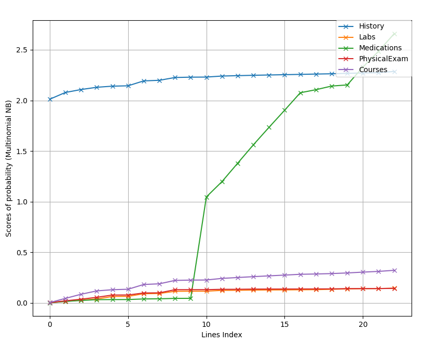 History
Labs
Medications
PhysicalExam
Courses
2.5
2.0
1.5
1.0
0.5
0.0
Scores of probability (Multinomial NB)
0 5 10 15 20
Lines Index